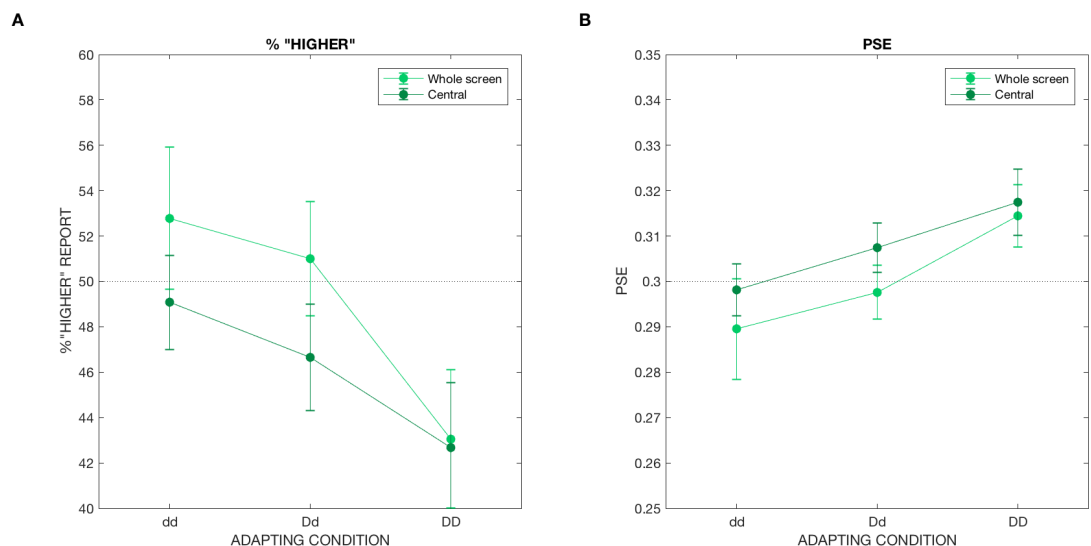 A
% "HIGHER"
%"HIGHER" REPORT
60
58
56
54
52
50
48
46
44
42
40
Whole screen
Central
dd
Dd
DD
ADAPTING CONDITION
B
PSE
PSE
0.35
0.34
0.33
0.32
0.31
0.3
0.29
0.28
0.27
0.26
0.25
Whole screen
Central
dd
Dd
DD
ADAPTING CONDITION